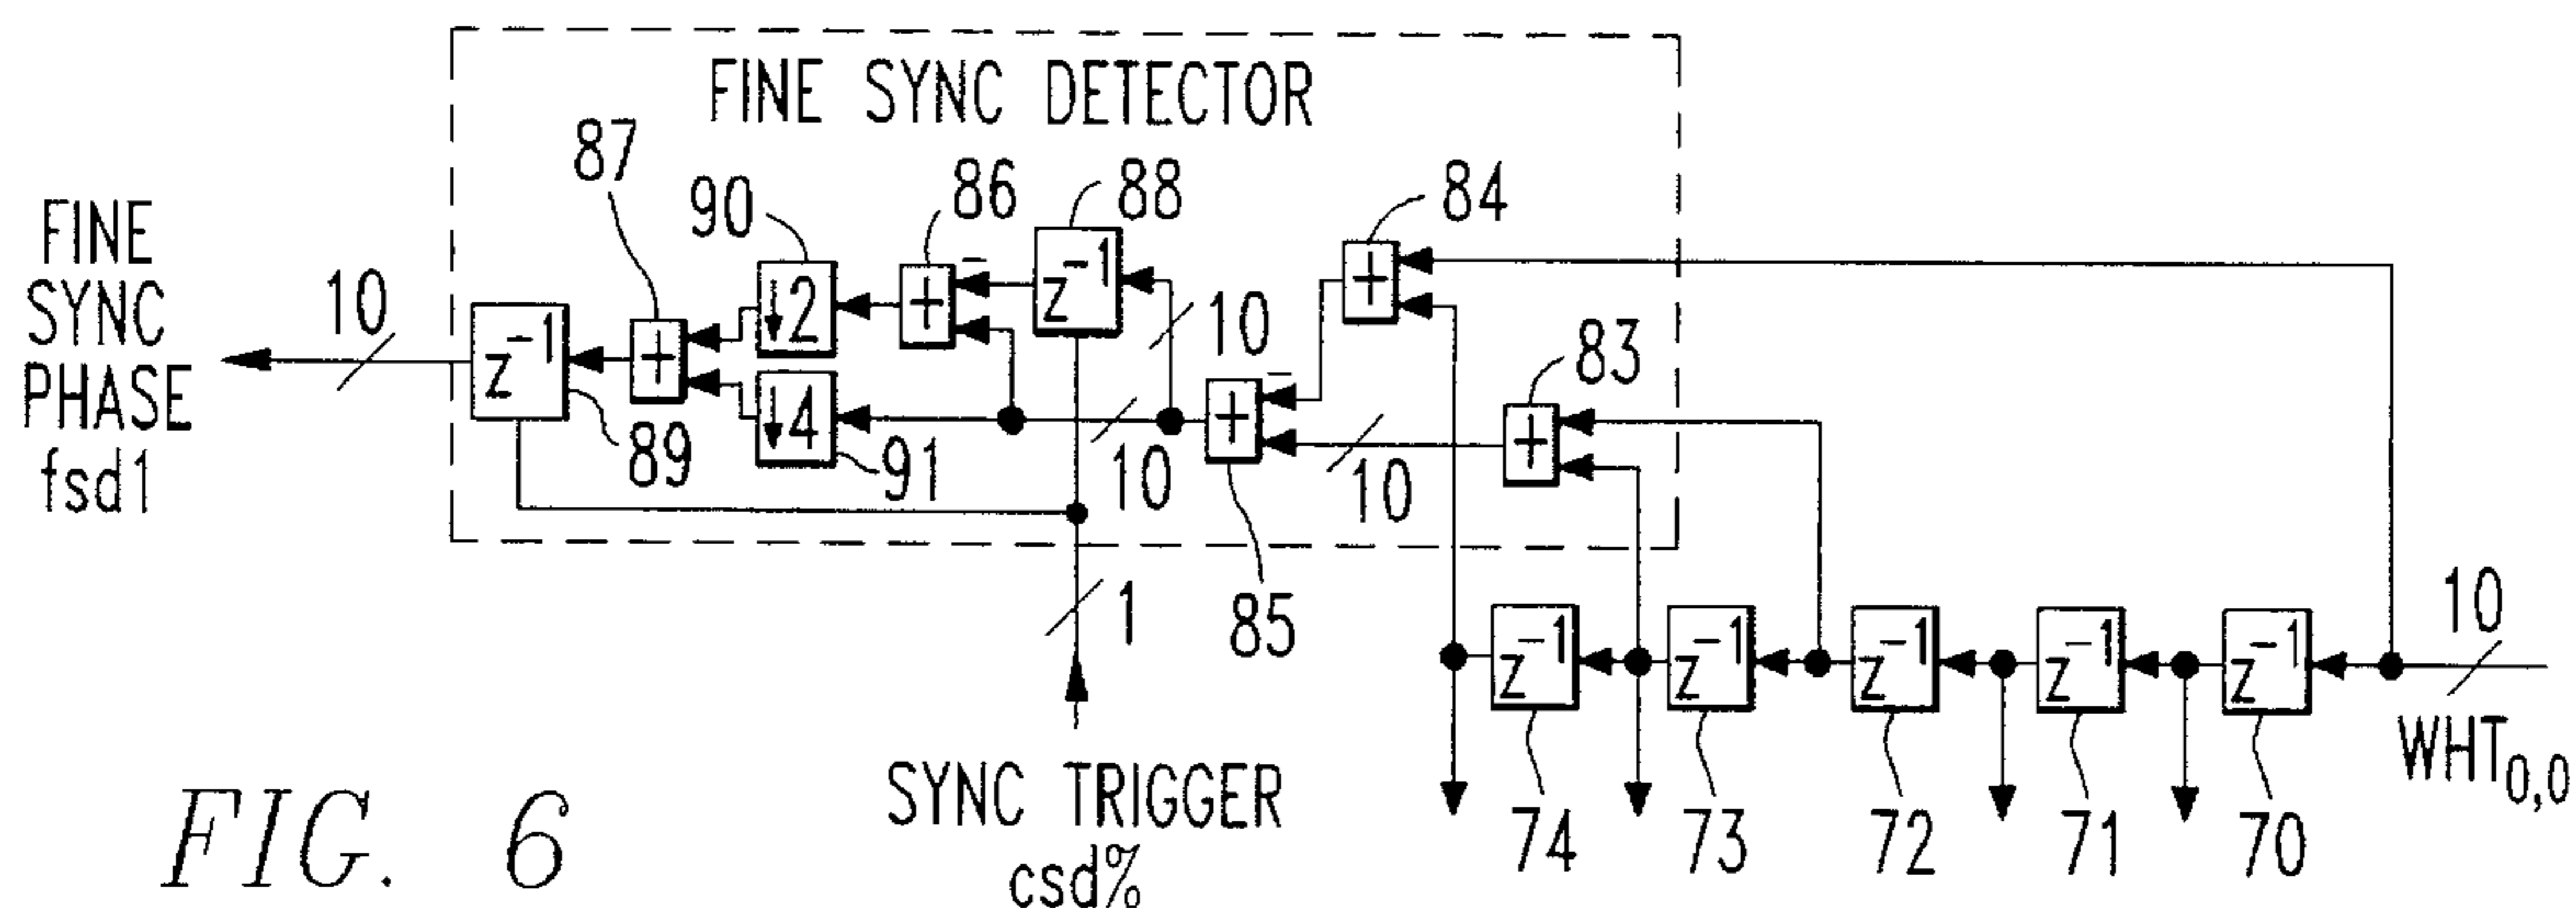 FINE SYNC DETECTOR
87
90
86
88
84
FINE
SYNC
PHASE
fsd1
10
z⁻¹
89
+
↓2
↓4
91
+
−
z⁻¹
10
10
10
+
−
85
10
+
+
83
1
SYNC TRIGGER
csd%
z⁻¹
z⁻¹
z⁻¹
z⁻¹
z⁻¹
10
WHT₀,₀
74
73
72
71
70
FIG. 6